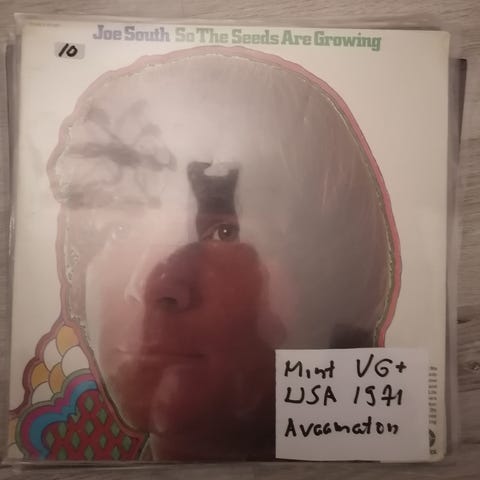 Joe South So The Seeds Are Growing
10
Mint VG+
USA 1971
Avaamaton